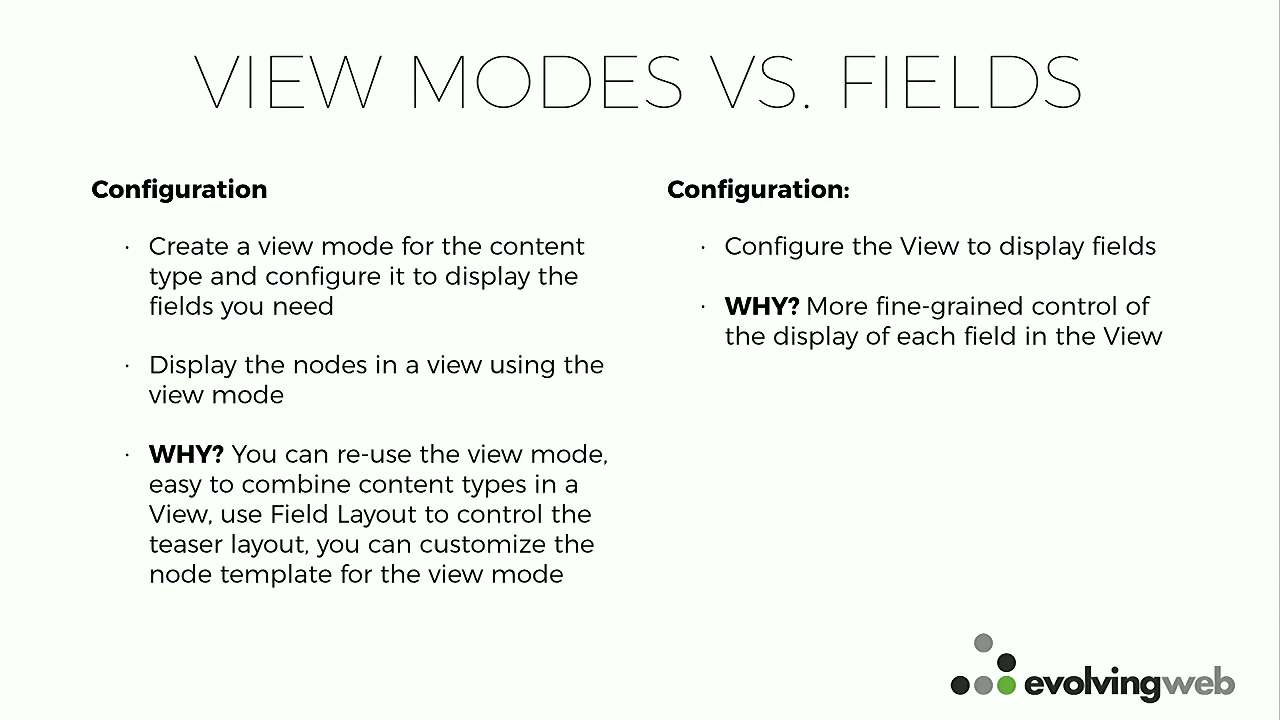 VIEW MODES VS. FIELDS
Configuration
· Create a view mode for the content
type and configure it to display the
fields you need
· Display the nodes in a view using the
view mode
· WHY? You can re-use the view mode,
easy to combine content types in a
View, use Field Layout to control the
teaser layout, you can customize the
node template for the view mode
Configuration:
· Configure the View to display fields
· WHY? More fine-grained control of
the display of each field in the View
evolvingweb